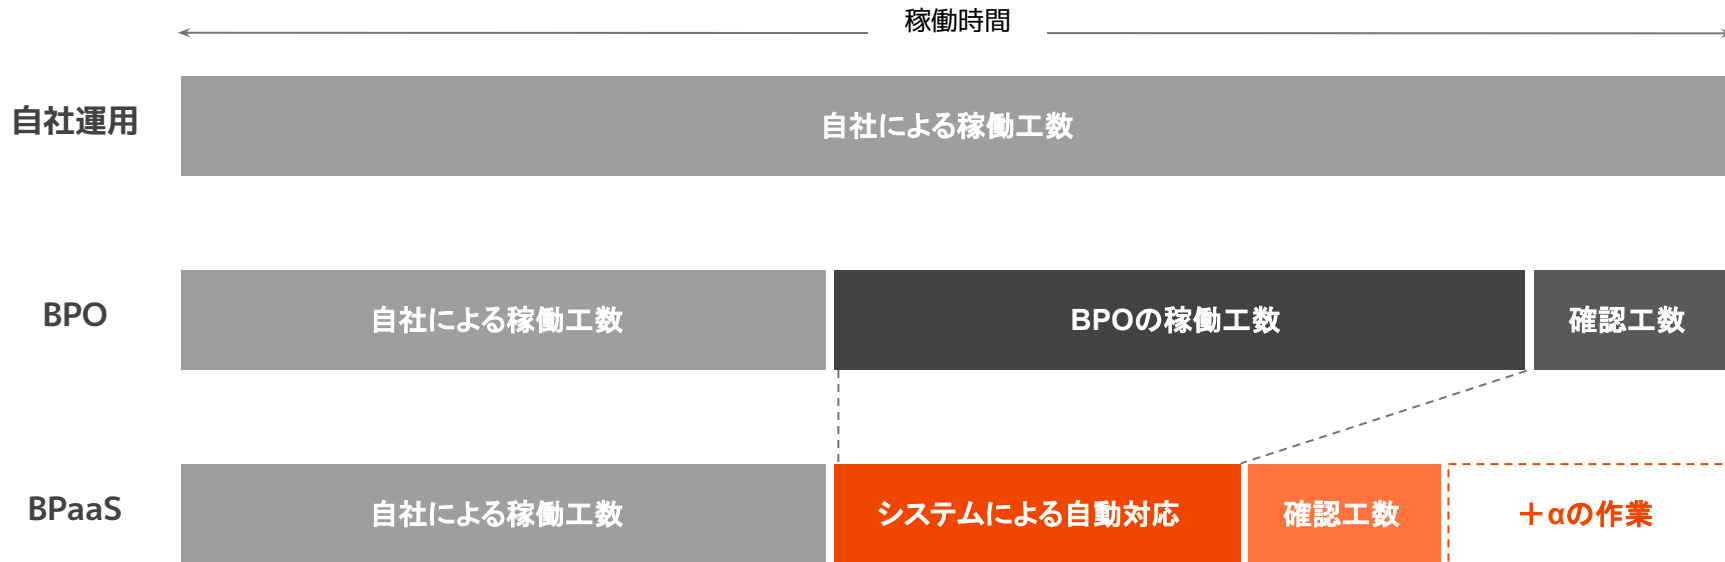 稼働時間
自社運用
自社による稼働工数
BPO
自社による稼働工数
BPOの稼働工数
確認工数
BPaaS
自社による稼働工数
システムによる自動対応
確認工数
＋αの作業